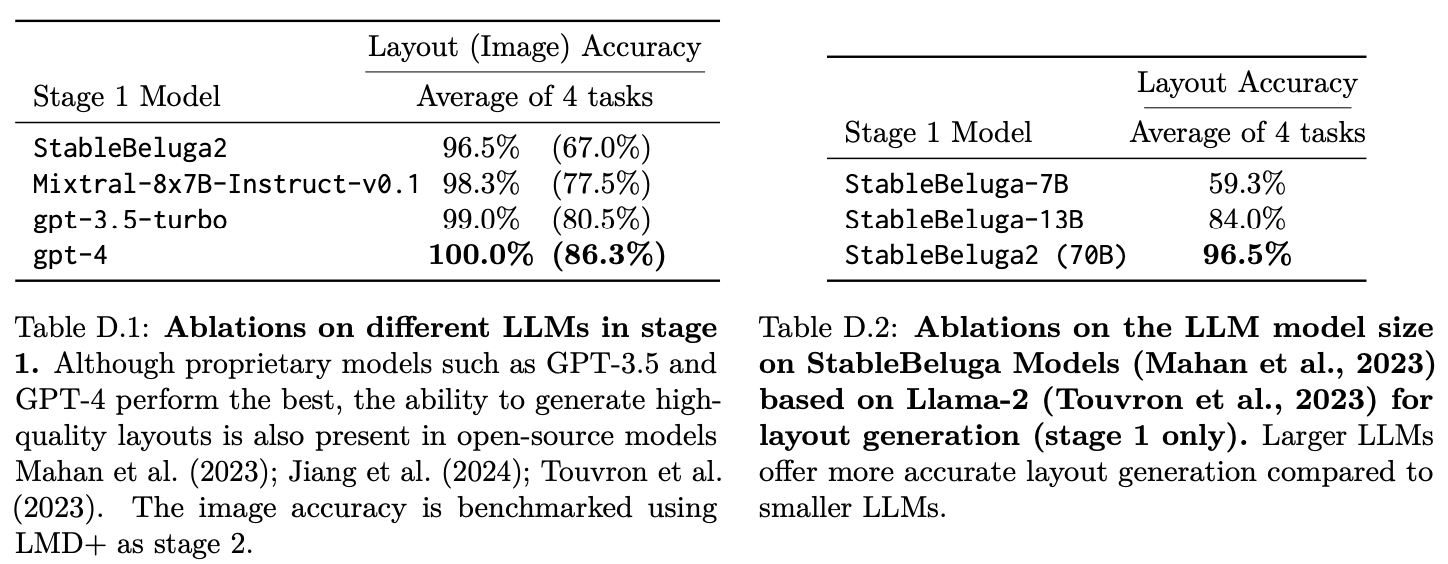 Layout (Image) Accuracy
Stage 1 Model Average of 4 tasks
StableBeluga2 96.5% (67.0%)
Mixtral-8x7B-Instruct-v0.1 98.3% (77.5%)
gpt-3.5-turbo 99.0% (80.5%)
gpt-4 100.0% (86.3%)
Table D.1: Ablations on different LLMs in stage
1. Although proprietary models such as GPT-3.5 and
GPT-4 perform the best, the ability to generate high-
quality layouts is also present in open-source models
Mahan et al. (2023); Jiang et al. (2024); Touvron et al.
(2023). The image accuracy is benchmarked using
LMD+ as stage 2.
Layout Accuracy
Stage 1 Model Average of 4 tasks
StableBeluga-7B 59.3%
StableBeluga-13B 84.0%
StableBeluga2 (70B) 96.5%
Table D.2: Ablations on the LLM model size
on StableBeluga Models (Mahan et al., 2023)
based on Llama-2 (Touvron et al., 2023) for
layout generation (stage 1 only). Larger LLMs
offer more accurate layout generation compared to
smaller LLMs.